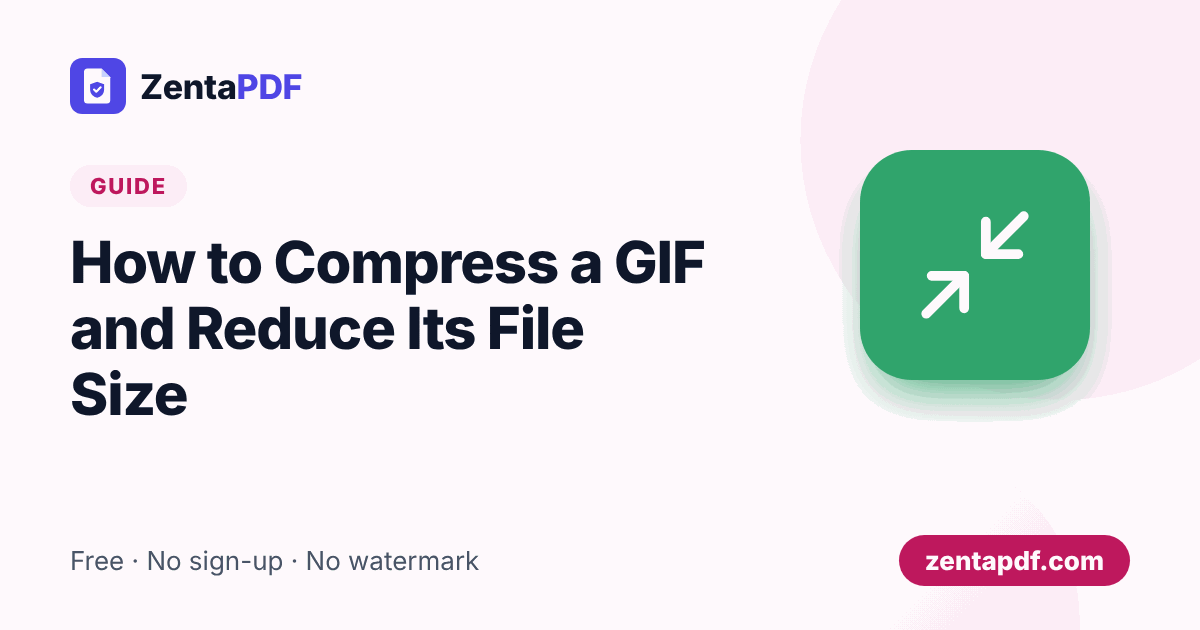 ZentaPDF
GUIDE
How to Compress a GIF
and Reduce Its File
Size
Free · No sign-up · No watermark
zentapdf.com